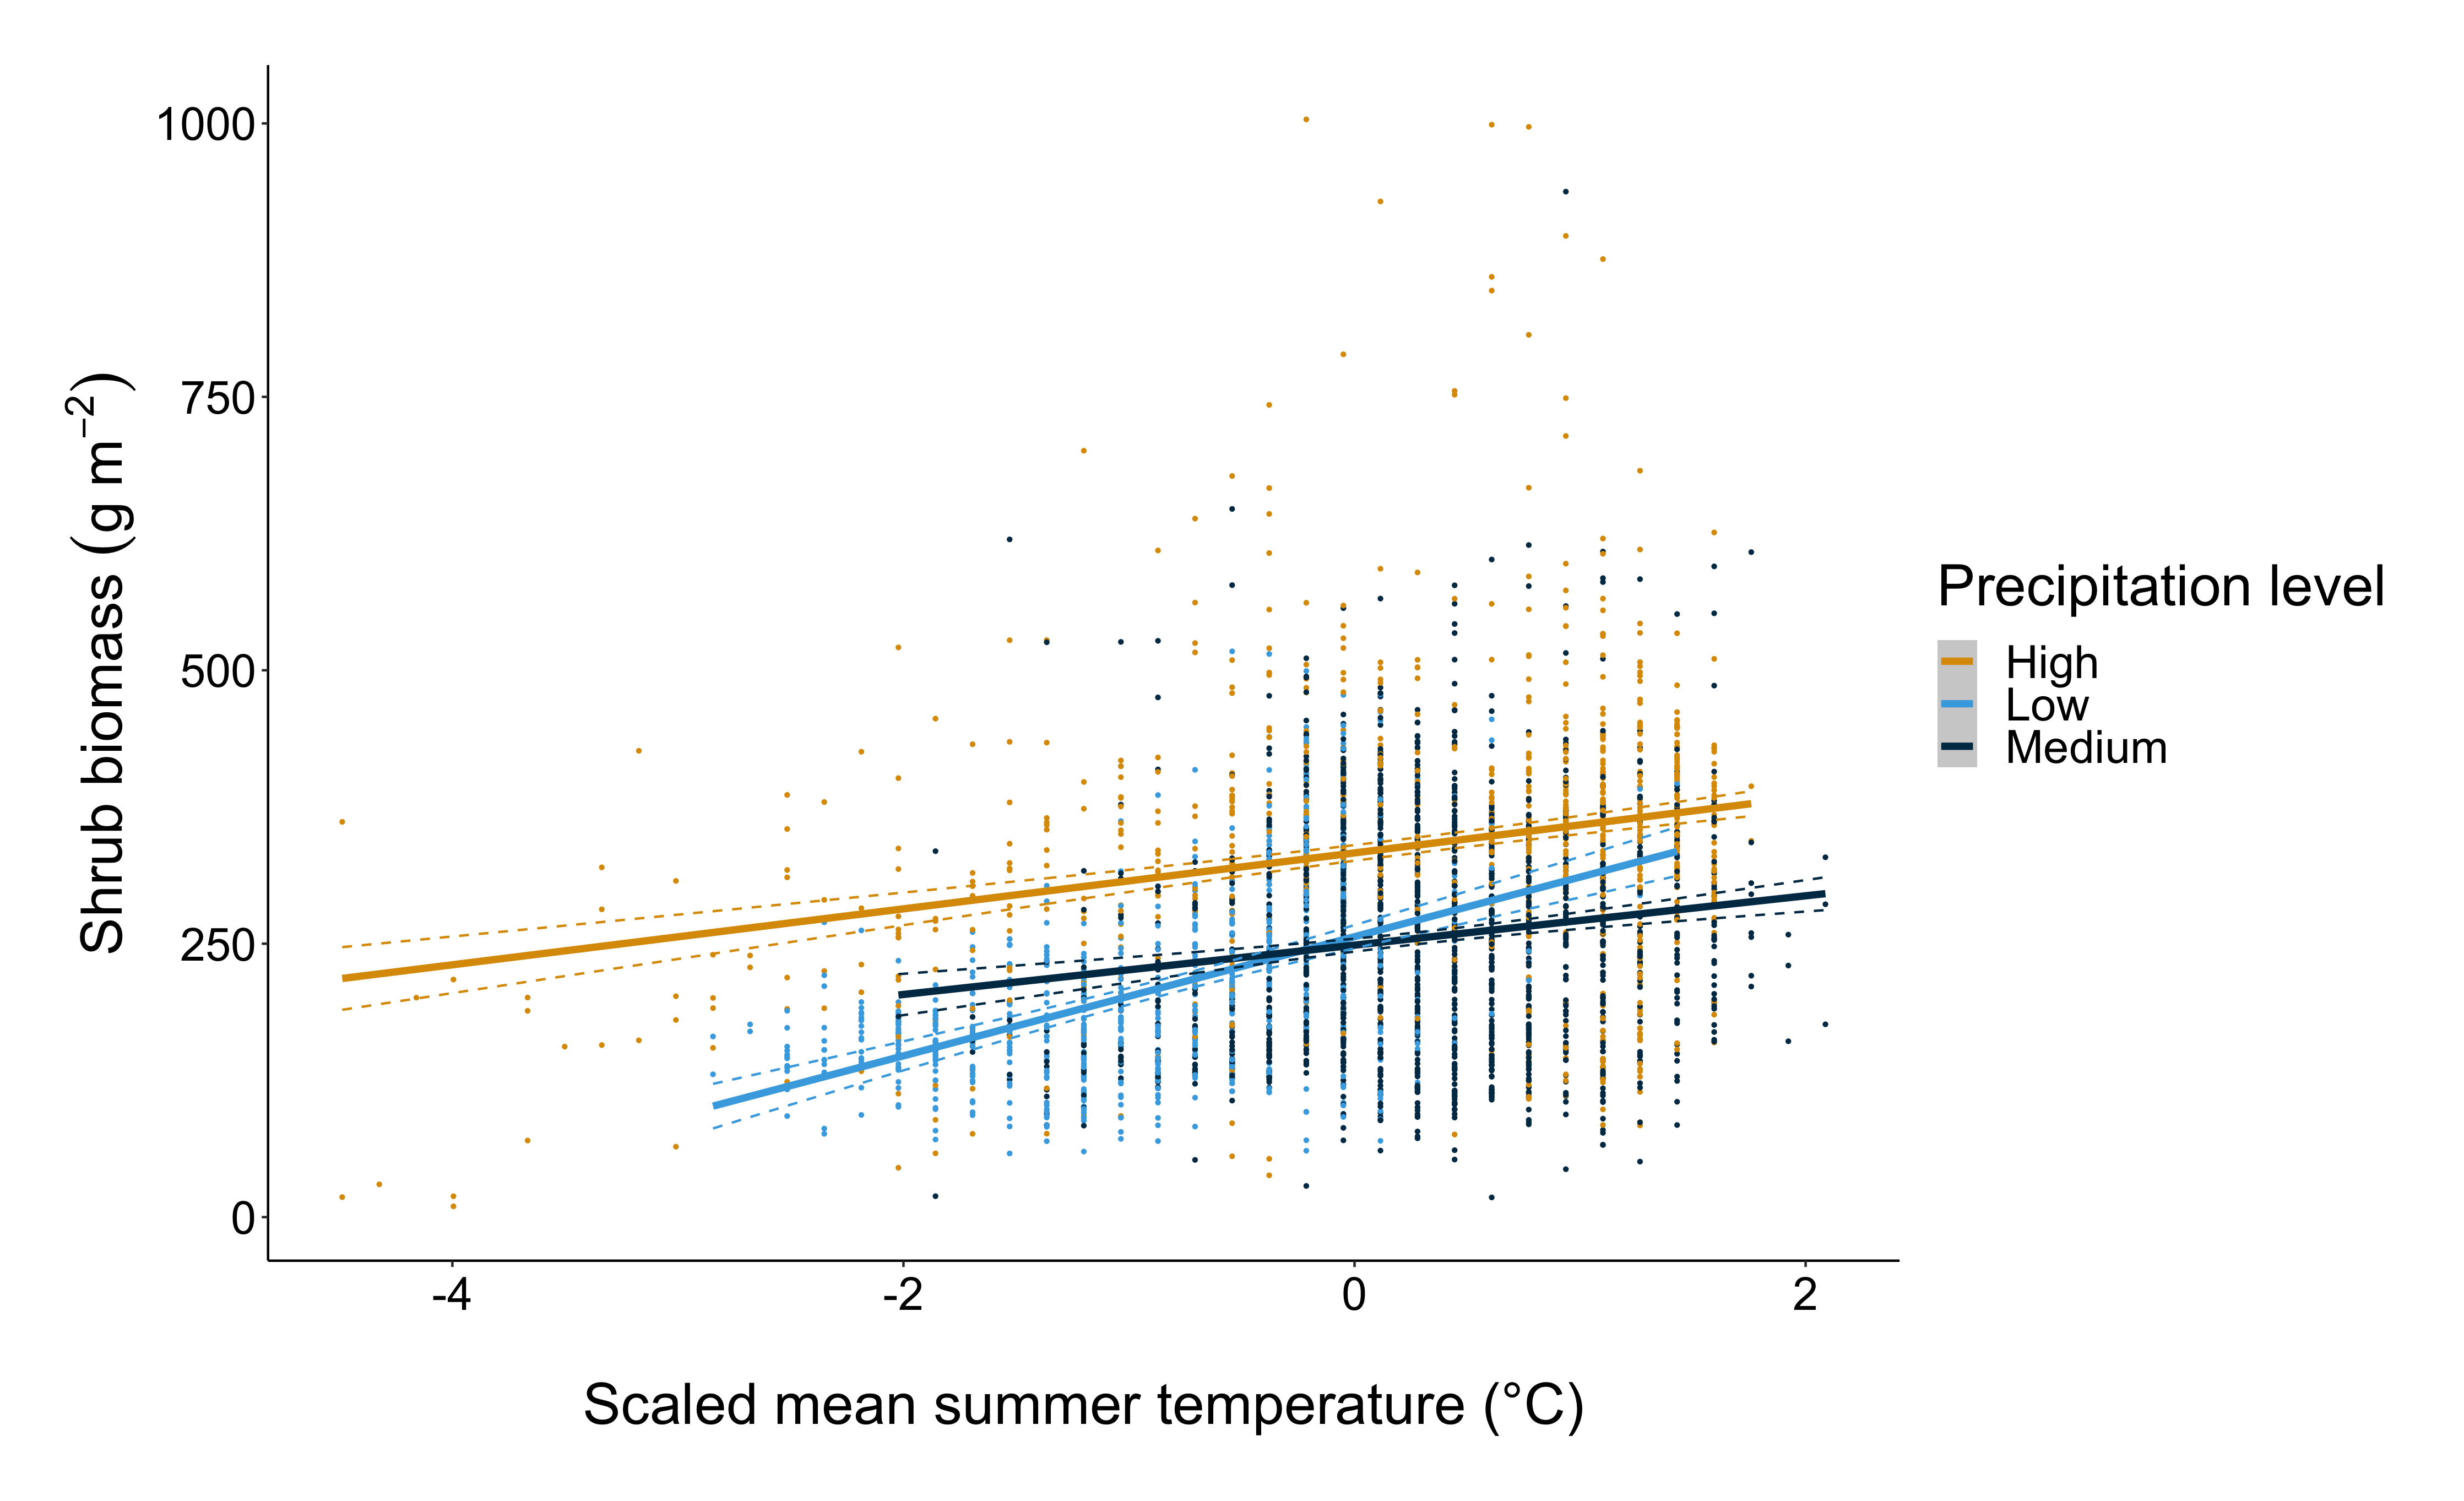 Shrub biomass (g m⁻²)
1000
750
500
250
0
-4 -2 0 2
Scaled mean summer temperature (°C)
Precipitation level
High
Low
Medium